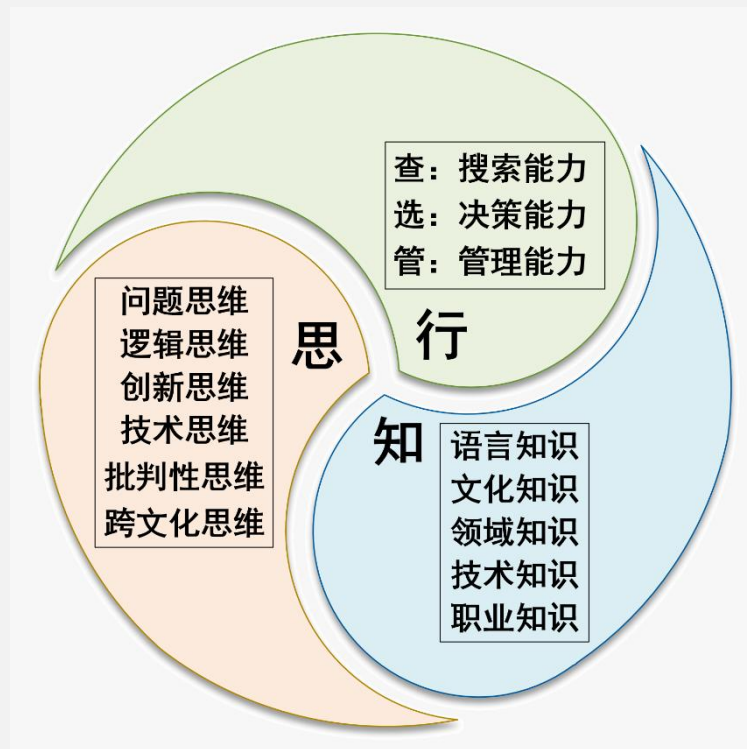 查：搜索能力
选：决策能力
管：管理能力
行
思
问题思维
逻辑思维
创新思维
技术思维
批判性思维
跨文化思维
知
语言知识
文化知识
领域知识
技术知识
职业知识